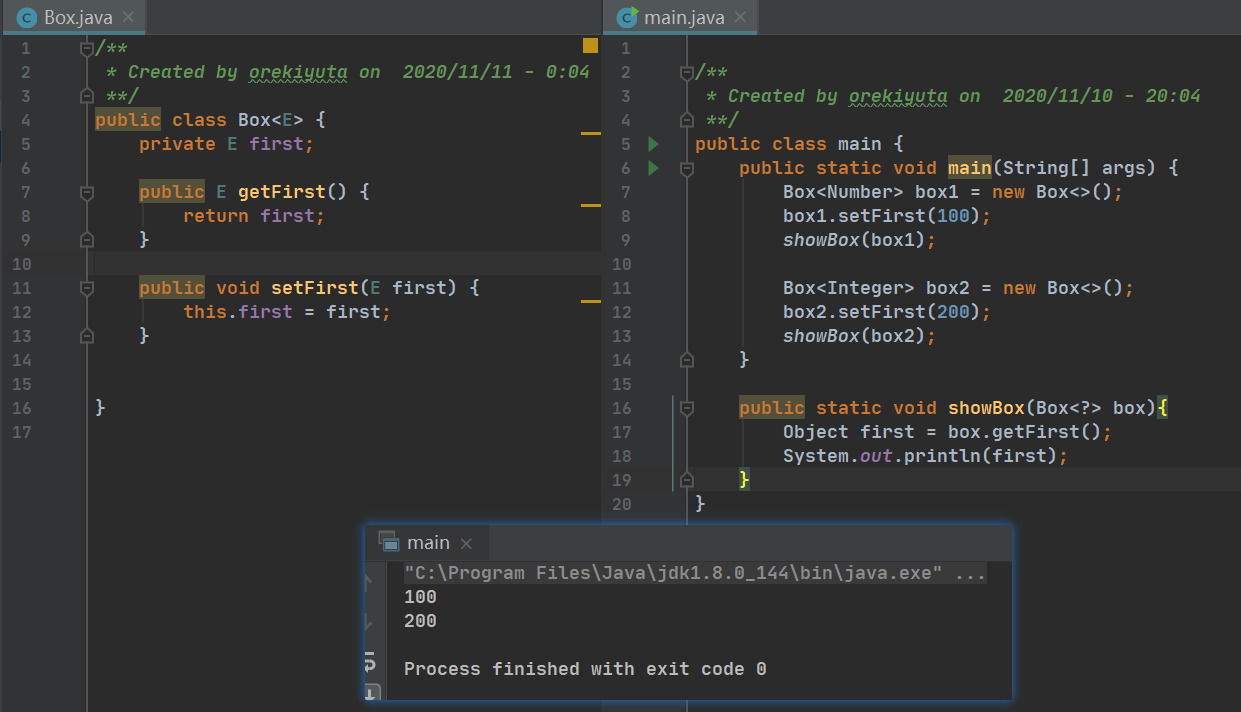 Box.java
1 /**
2 * Created by orekiyuta on  2020/11/11 - 0:04
3 **/
4 public class Box<E> {
5 private E first;
6
7 public E getFirst() {
8 return first;
9 }
10
11 public void setFirst(E first) {
12 this.first = first;
13 }
14
15
16 }
17
main.java
1
2 /**
3 * Created by orekiyuta on  2020/11/10 - 20:04
4 **/
5 public class main {
6 public static void main(String[] args) {
7 Box<Number> box1 = new Box<>();
8 box1.setFirst(100);
9 showBox(box1);
10
11 Box<Integer> box2 = new Box<>();
12 box2.setFirst(200);
13 showBox(box2);
14 }
15
16 public static void showBox(Box<?> box){
17 Object first = box.getFirst();
18 System.out.println(first);
19 }
20 }
main
"C:\Program Files\Java\jdk1.8.0_144\bin\java.exe" ...
100
200
Process finished with exit code 0